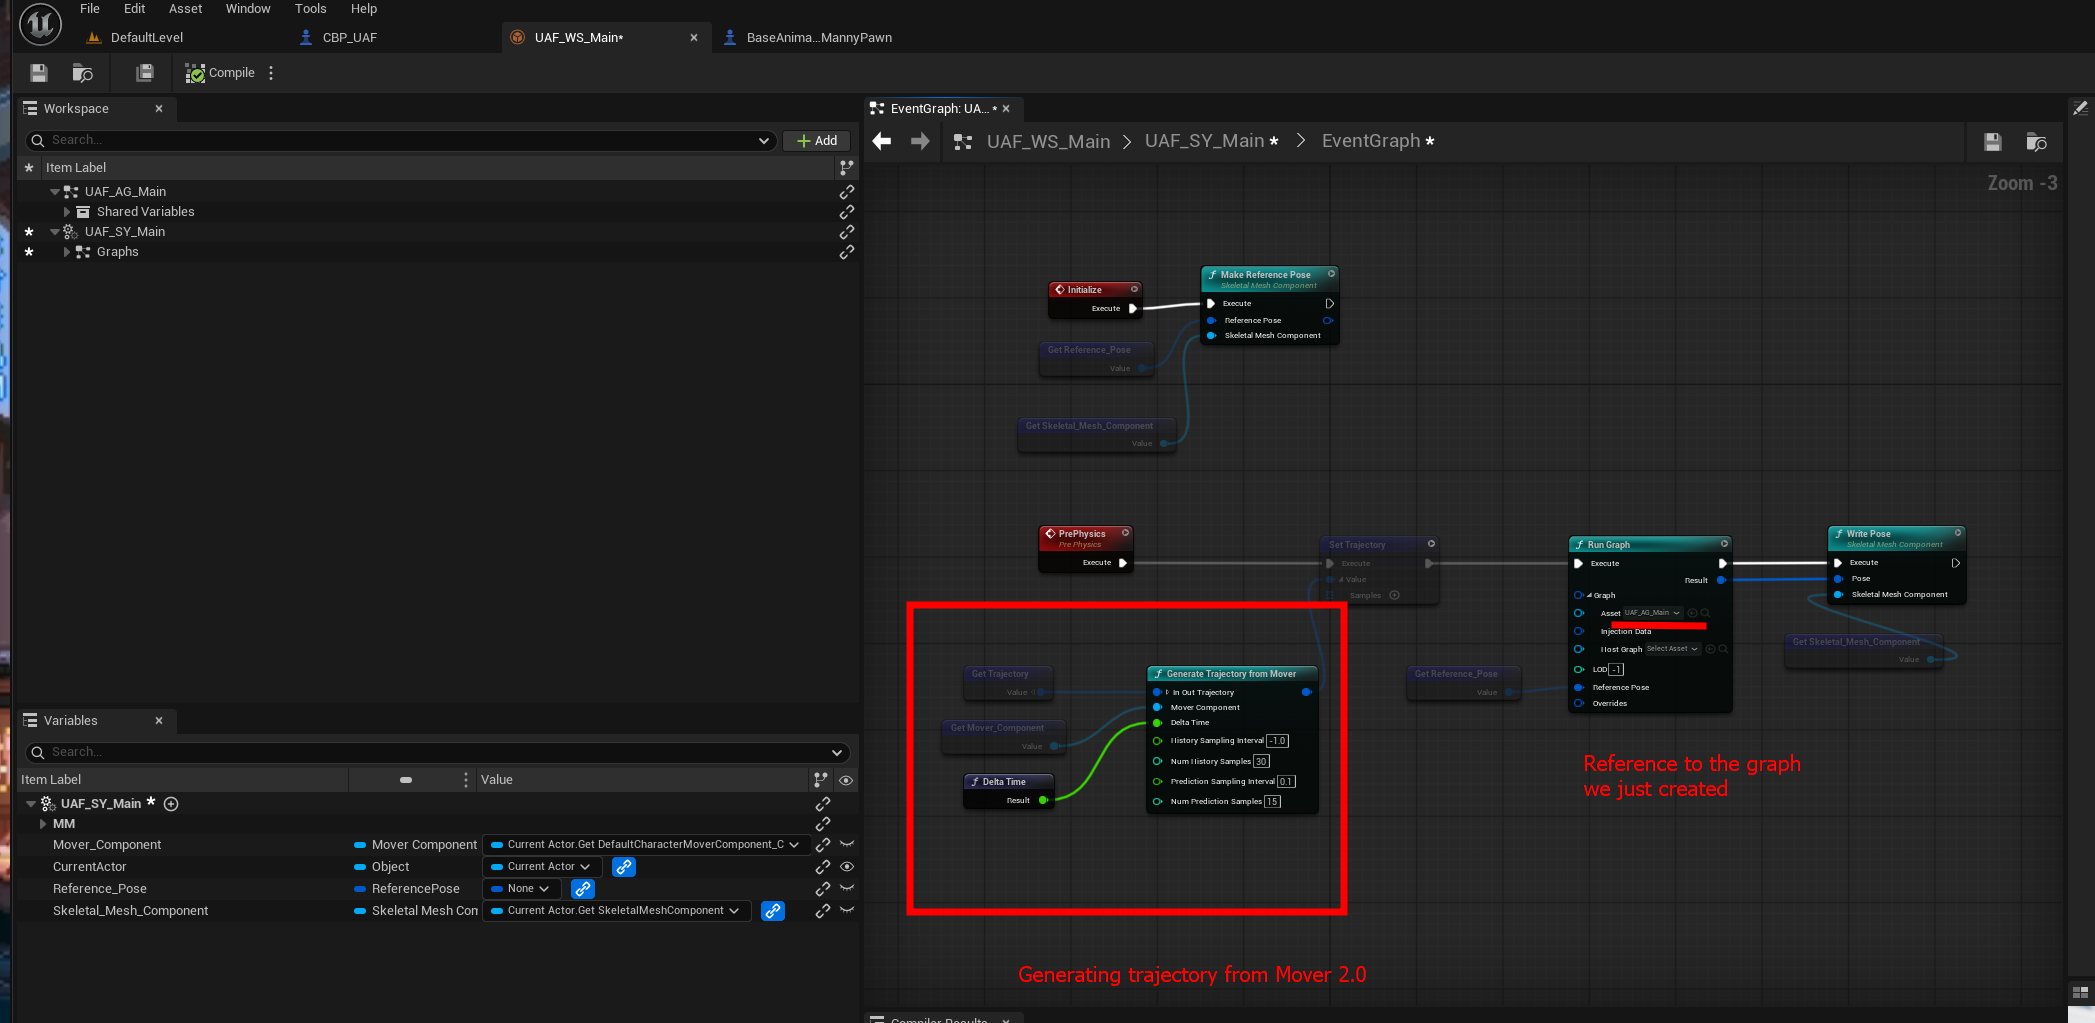 File Edit Asset Window Tools Help
DefaultLevel CBP_UAF UAF_WS_Main* BaseAnima...MannyPawn
Compile
Workspace
Search...
Add
* Item Label
UAF_AG_Main
Shared Variables
* UAF_SY_Main
* Graphs
Variables
Search...
Item Label Value
UAF_SY_Main *
MM
Mover_Component Mover Component Current Actor.Get DefaultCharacterMoverComponent_C
CurrentActor Object Current Actor
Reference_Pose ReferencePose None
Skeletal_Mesh_Component Skeletal Mesh Con Current Actor.Get SkeletalMeshComponent
EventGraph: UA... *
UAF_WS_Main > UAF_SY_Main * > EventGraph *
Zoom -3
Initialize
Execute
Make Reference Pose
Skeletal Mesh Component
Execute
Reference Pose
Skeletal Mesh Component
Get Reference_Pose
Value
Get Skeletal_Mesh_Component
Value
PrePhysics
Pre Physics
Execute
Set Trajectory
Execute
Value
Samples
Run Graph
Execute
Result
Graph
Asset UAF_AG_Main
Injection Data
Host Graph Select Asset
LOD -1
Reference Pose
Overrides
Write Pose
Skeletal Mesh Component
Execute
Pose
Skeletal Mesh Component
Get Skeletal_Mesh_Component
Value
Get Trajectory
Value
Get Mover_Component
Value
Delta Time
Result
Generate Trajectory from Mover
In Out Trajectory
Mover Component
Delta Time
History Sampling Interval -1.0
Num History Samples 30
Prediction Sampling Interval 0.1
Num Prediction Samples 15
Get Reference_Pose
Value
Reference to the graph
we just created
Generating trajectory from Mover 2.0
Compiler Results